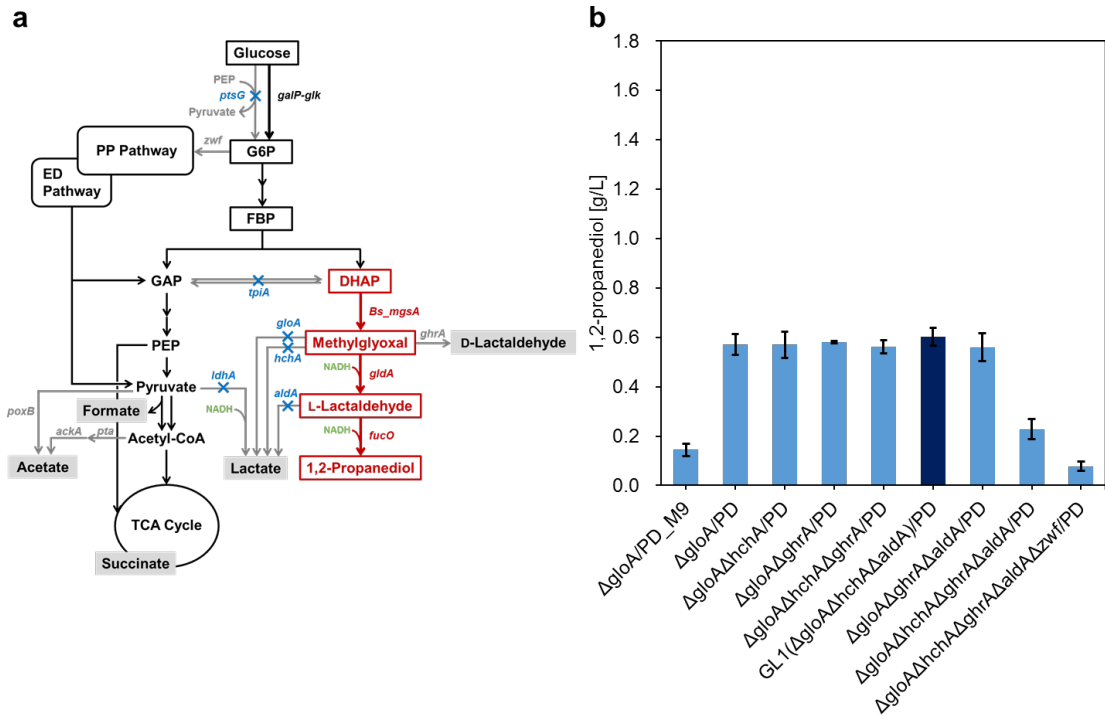 a
Glucose
PEP
ptsG
galP-glk
Pyruvate
zwf
PP Pathway
G6P
ED
Pathway
FBP
GAP
DHAP
tpiA
Bs_mgsA
gloA
ghrA
PEP
Methylglyoxal
D-Lactaldehyde
hchA
NADH
gldA
ldhA
Pyruvate
aldA
poxB
Formate
NADH
L-Lactaldehyde
ackA
pta
Acetyl-CoA
NADH
fucO
Acetate
Lactate
1,2-Propanediol
TCA Cycle
Succinate
b
1,2-propanediol [g/L]
1.8
1.6
1.4
1.2
1.0
0.8
0.6
0.4
0.2
0.0
ΔgloA/PD_M9
ΔgloA/PD
ΔgloAΔhchA/PD
ΔgloAΔghrA/PD
ΔgloAΔhchAΔghrA/PD
GL1(ΔgloAΔhchAΔaldA)/PD
ΔgloAΔghrAΔaldA/PD
ΔgloAΔhchAΔghrAΔaldA/PD
ΔgloAΔhchAΔghrAΔaldAΔzwf/PD